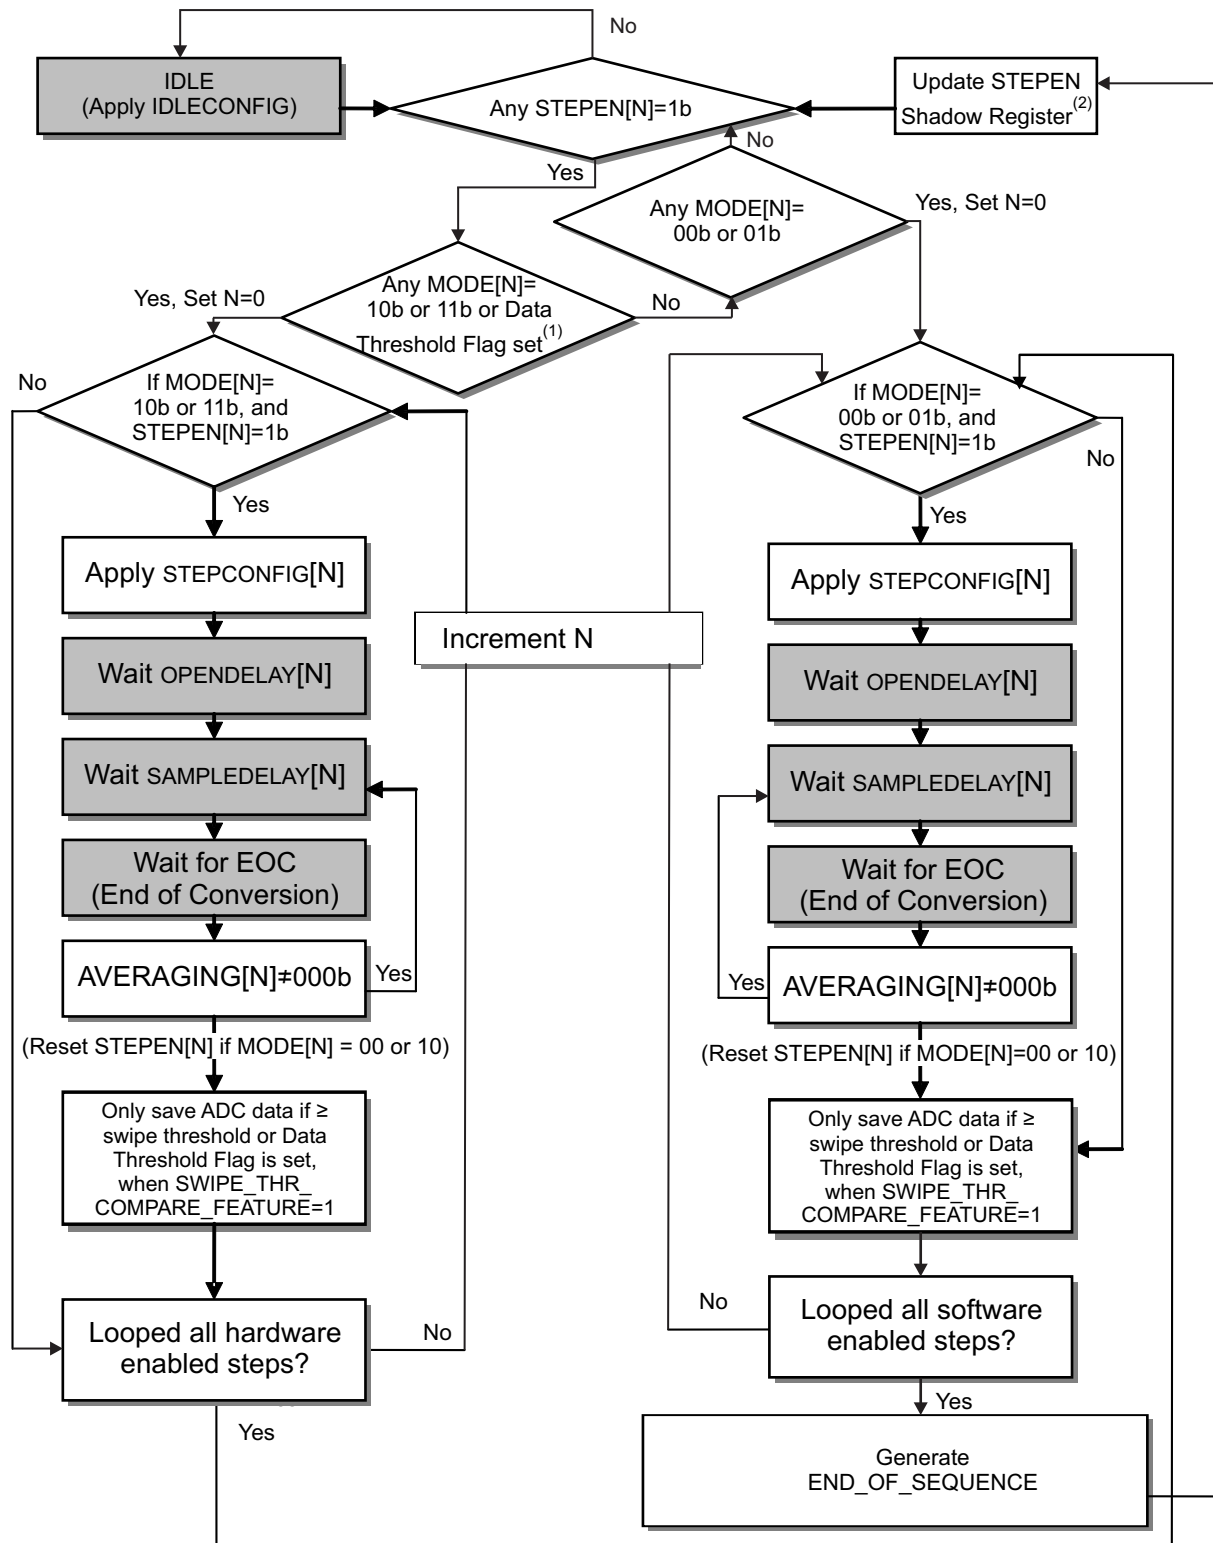 No
IDLE
(Apply IDLECONFIG)
Any STEPEN[N]=1b
Update STEPEN
Shadow Register(2)
No
Yes
Any MODE[N]=
00b or 01b
Yes, Set N=0
Any MODE[N]=
10b or 11b or Data
Threshold Flag set(1)
Yes, Set N=0
No
No
If MODE[N]=
10b or 11b, and
STEPEN[N]=1b
If MODE[N]=
00b or 01b, and
STEPEN[N]=1b
No
Yes
Yes
Apply STEPCONFIG[N]
Apply STEPCONFIG[N]
Increment N
Wait OPENDELAY[N]
Wait OPENDELAY[N]
Wait SAMPLEDELAY[N]
Wait SAMPLEDELAY[N]
Wait for EOC
(End of Conversion)
Wait for EOC
(End of Conversion)
AVERAGING[N]≠000b
Yes
Yes
AVERAGING[N]≠000b
(Reset STEPEN[N] if MODE[N] = 00 or 10)
(Reset STEPEN[N] if MODE[N]=00 or 10)
Only save ADC data if ≥
swipe threshold or Data
Threshold Flag is set,
when SWIPE_THR_
COMPARE_FEATURE=1
Only save ADC data if ≥
swipe threshold or Data
Threshold Flag is set,
when SWIPE_THR_
COMPARE_FEATURE=1
Looped all hardware
enabled steps?
No
No
Looped all software
enabled steps?
Yes
Yes
Generate
END_OF_SEQUENCE